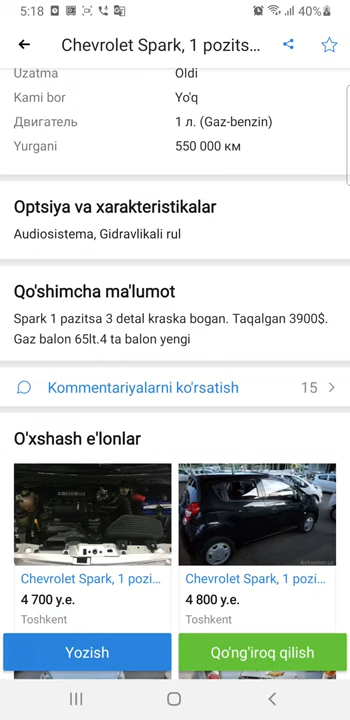 5:18
40%
Chevrolet Spark, 1 pozits...
Uzatma Oldi
Kami bor Yo'q
Двигатель 1 л. (Gaz-benzin)
Yurgani 550 000 км
Optsiya va xarakteristikalar
Audiosistema, Gidravlikali rul
Qo'shimcha ma'lumot
Spark 1 pazitsa 3 detal kraska bogan. Taqalgan 3900$.
Gaz balon 65lt.4 ta balon yengi
Kommentariyalarni ko'rsatish 15
O'xshash e'lonlar
Chevrolet Spark, 1 pozi... Chevrolet Spark, 1 pozi...
4 700 y.e. 4 800 y.e.
Toshkent Toshkent
Yozish Qo'ng'iroq qilish